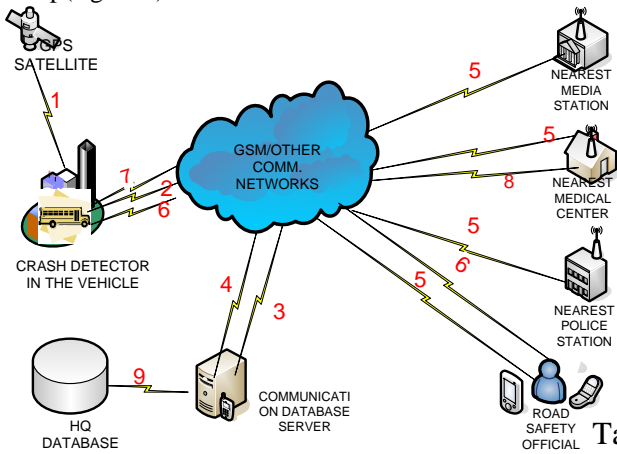 GPS
SATELLITE
1
CRASH DETECTOR
IN THE VEHICLE
7
2
6
GSM/OTHER
COMM.
NETWORKS
5
NEAREST
MEDIA
STATION
5
8
NEAREST
MEDICAL
CENTER
5
NEAREST
POLICE
STATION
6
5
ROAD
SAFETY
OFFICIAL
4
3
COMMUNICATI
ON DATABASE
SERVER
9
HQ
DATABASE
Ta